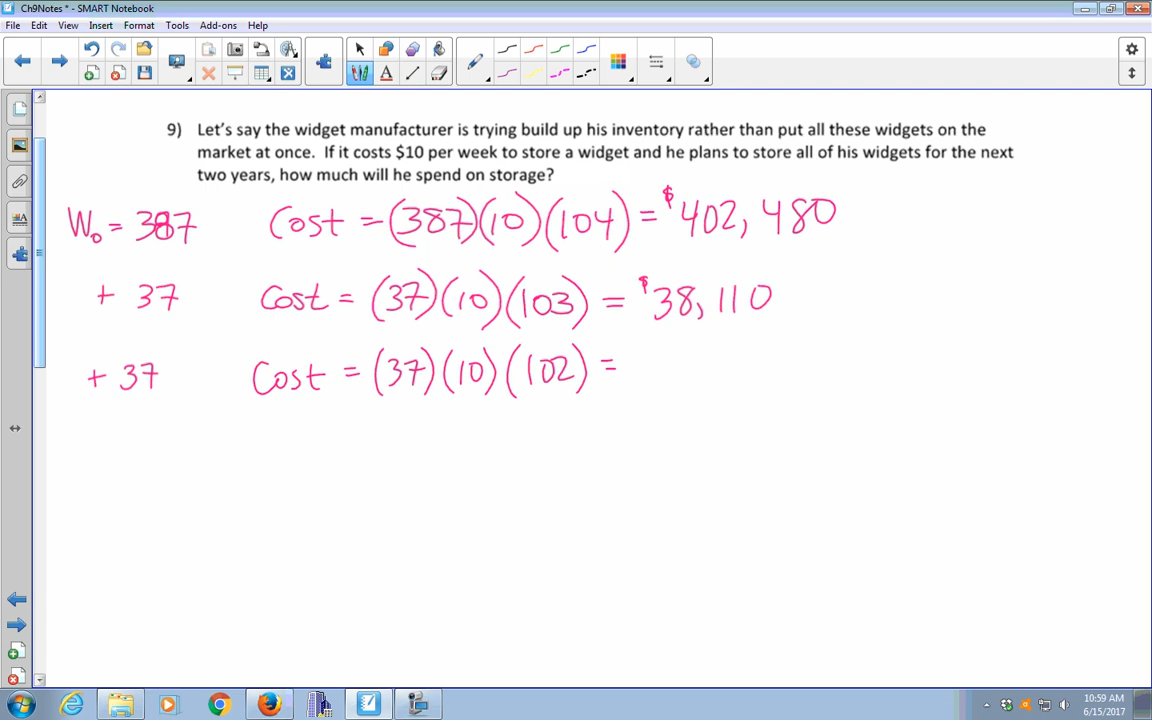 Ch9Notes * - SMART Notebook
File Edit View Insert Format Tools Add-ons Help
9) Let's say the widget manufacturer is trying build up his inventory rather than put all these widgets on the
market at once. If it costs $10 per week to store a widget and he plans to store all of his widgets for the next
two years, how much will he spend on storage?
W₀ = 387 Cost = (387)(10)(104) = $402,480
+ 37 Cost = (37)(10)(103) = $38,110
+ 37 Cost = (37)(10)(102) =
10:59 AM
6/15/2017